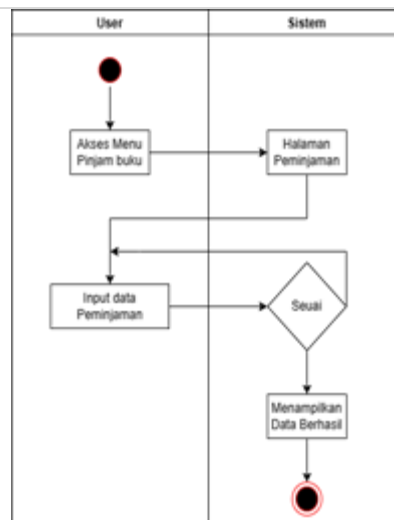 User
Sistem
Akses Menu
Pinjam buku
Halaman
Peminjaman
Input data
Peminjaman
Seuai
Menampilkan
Data Berhasil